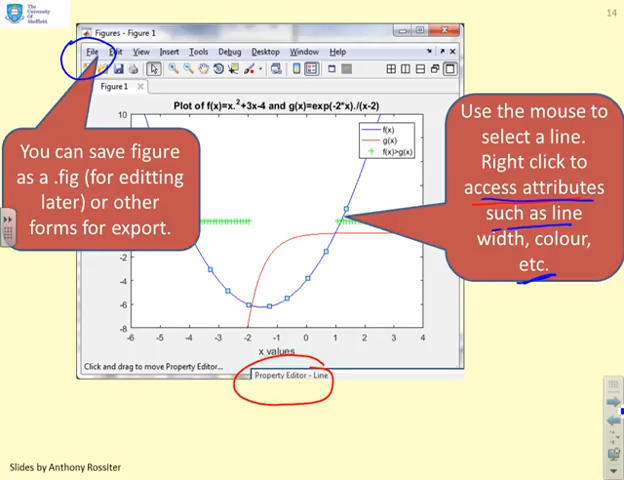 The
University
Of
Sheffield.
14
Figures - Figure 1
File Edit View Insert Tools Debug Desktop Window Help
Figure 1
Plot of f(x)=x.^2+3x-4 and g(x)=exp(-2*x)./(x-2)
10
f(x)
g(x)
f(x)>g(x)
You can save figure
as a .fig (for editting
later) or other
forms for export.
Use the mouse to
select a line.
Right click to
access attributes
such as line
width, colour,
etc.
-2
-4
-6
-8
-6 -5 -4 -3 -2 -1 0 1 2 3 4
x values
Click and drag to move Property Editor...
Property Editor - Line
Slides by Anthony Rossiter